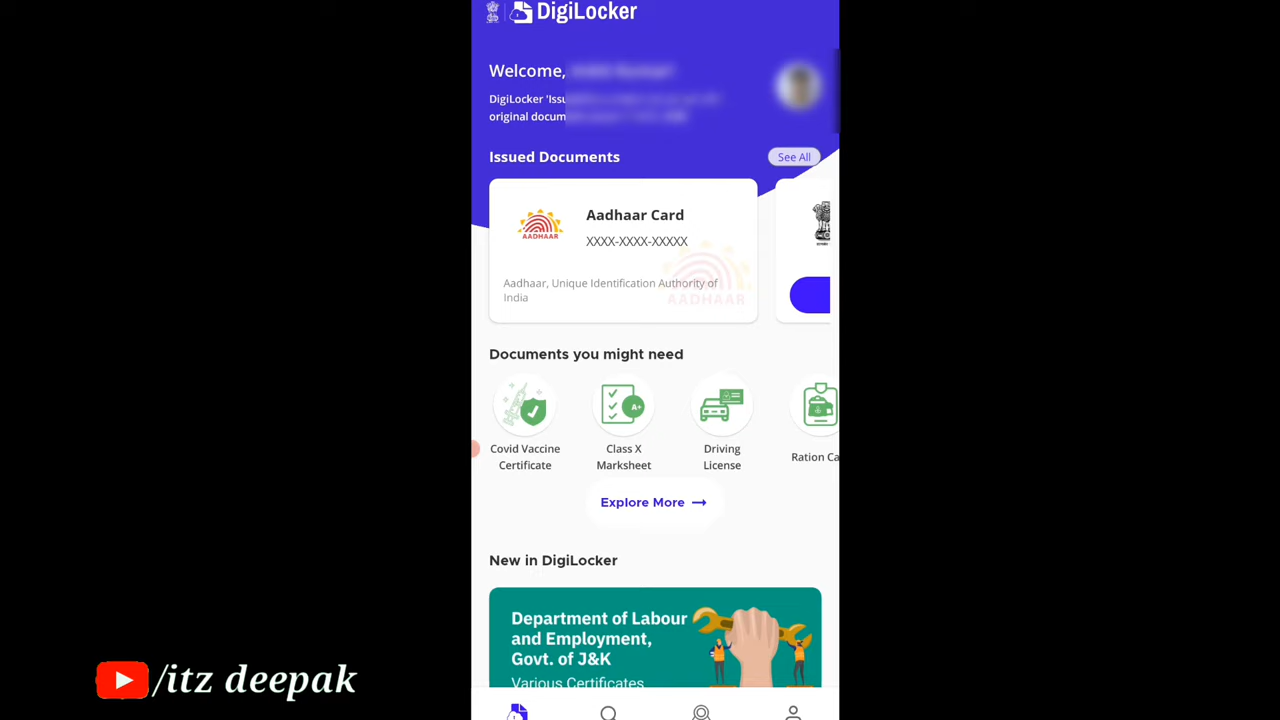 DigiLocker
Welcome,
DigiLocker 'Issu
original docum
Issued Documents
See All
Aadhaar Card
AADHAAR
XXXX-XXXX-XXXXX
Aadhaar, Unique Identification Authority of
India
AADHAAR
Documents you might need
A+
Covid Vaccine
Certificate
Class X
Marksheet
Driving
License
Ration Ca
Explore More →
New in DigiLocker
Department of Labour
and Employment,
Govt. of J&K
Various Certificates
/itz deepak